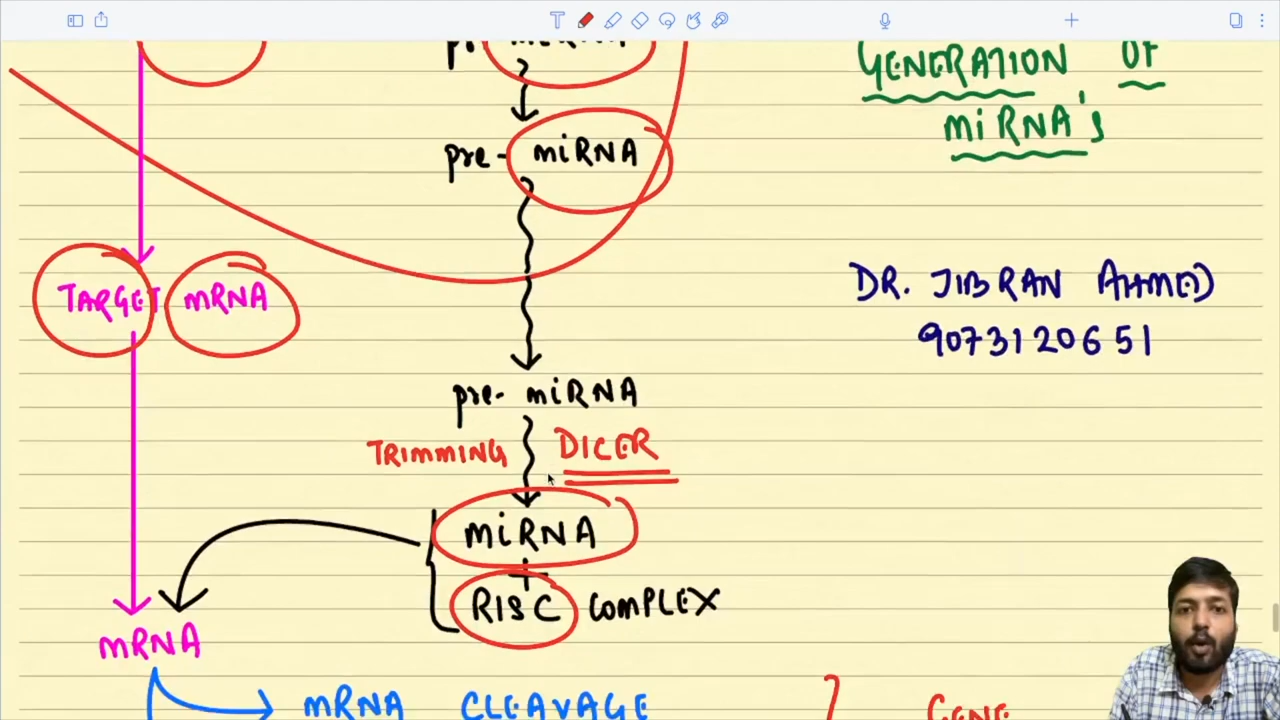 GENERATION OF
miRNA's
pre- miRNA
DR. JIBRAN AHMED
9073120651
TARGET mRNA
pre- miRNA
TRIMMING DICER
miRNA
+
RISC COMPLEX
mRNA
mRNA CLEAVAGE
GENE